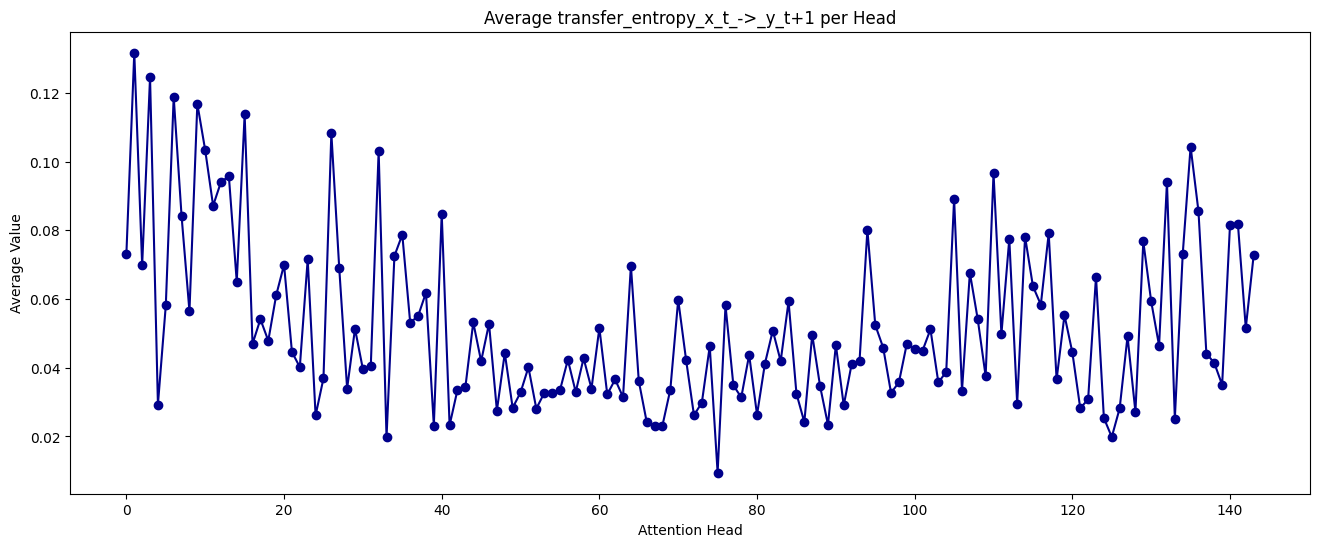 Average transfer_entropy_x_t_->_y_t+1 per Head
Average Value
0.12
0.10
0.08
0.06
0.04
0.02
0 20 40 60 80 100 120 140
Attention Head